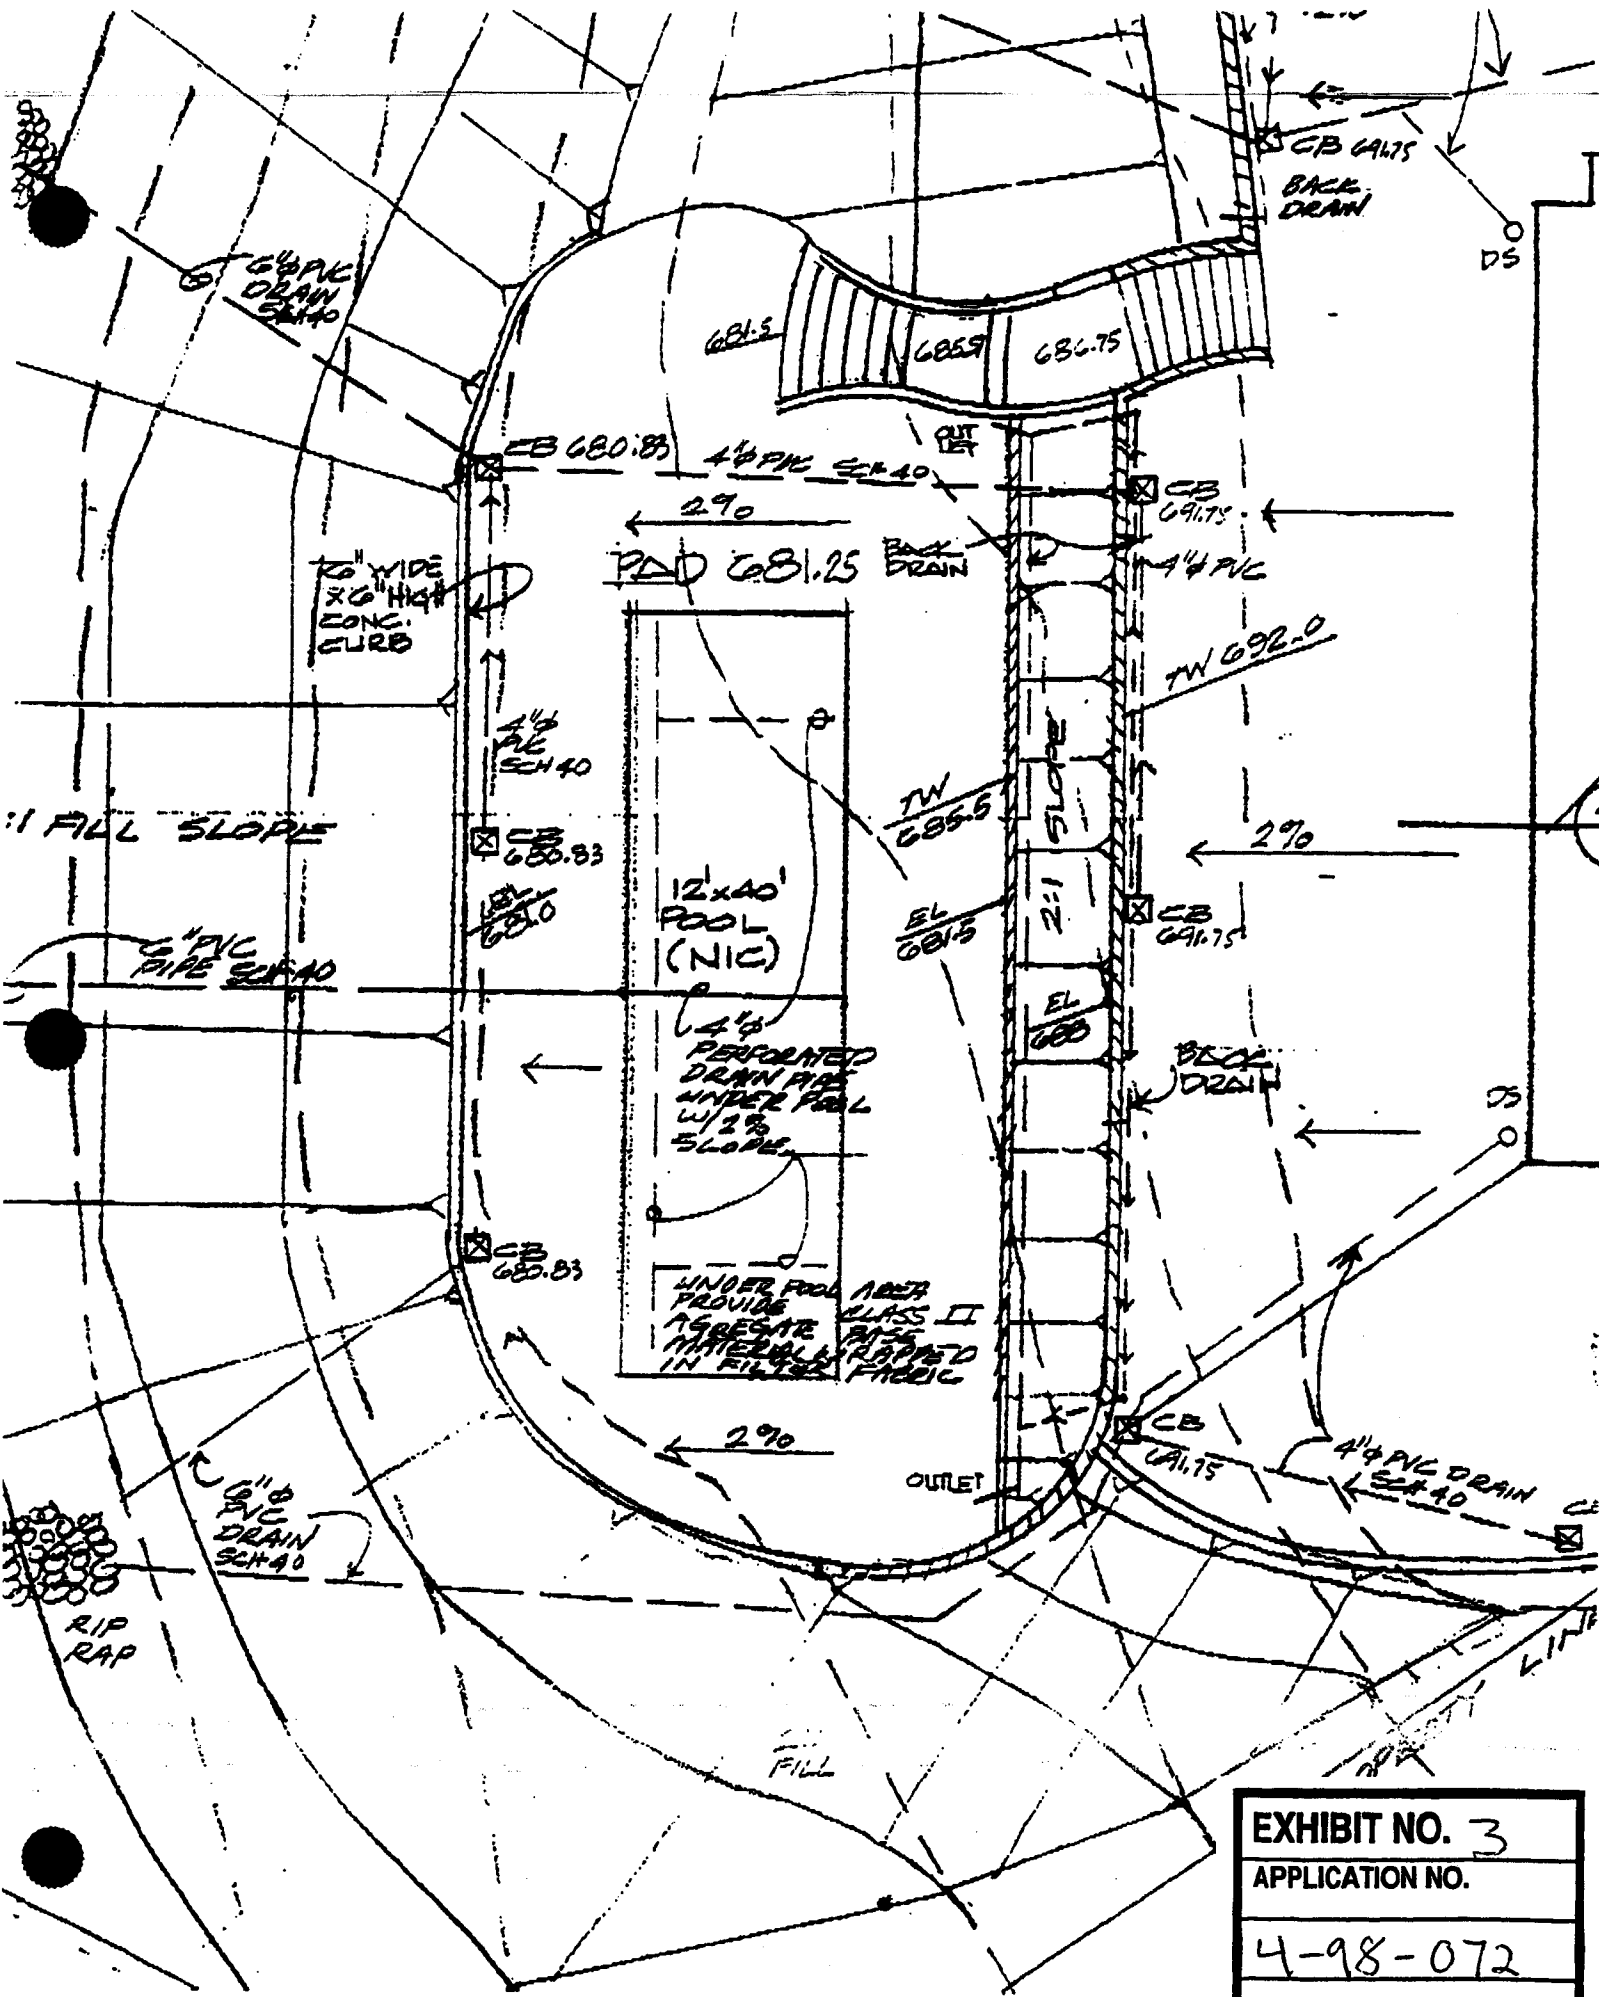 CB 691.75
BACK
DRAIN
DS
6"φ PVC
DRAIN
SCH 40
681.5
685.5
686.75
OUT
LET
CB 680.83
4"φ PVC SCH 40
CB
691.75
2%
PAD 681.25
BACK
DRAIN
4"φ PVC
6" WIDE
x 6" HIGH
CONC.
CURB
TW 692.0
4"φ
PVC
SCH 40
TW
685.5
2:1 SLOPE
:1 FILL SLOPE
CB
680.83
2%
12'x40'
POOL
(NIC)
681.0
EL
681.5
CB
691.75
6" PVC
PIPE SCH 40
EL
688
4"φ
PERFORATED
DRAIN PIPE
UNDER POOL
W/ 2%
SLOPE
BACK
DRAIN
DS
CB
680.83
UNDER POOL AREA
PROVIDE CLASS II
AGREGATE BASE
MATERIAL WRAPPED
IN FILTER FABRIC
2%
CB
691.75
4"φ PVC DRAIN
SCH 40
OUTLET
6"φ
PVC
DRAIN
SCH 40
RIP
RAP
FILL
EXHIBIT NO. 3
APPLICATION NO.
4-98-072